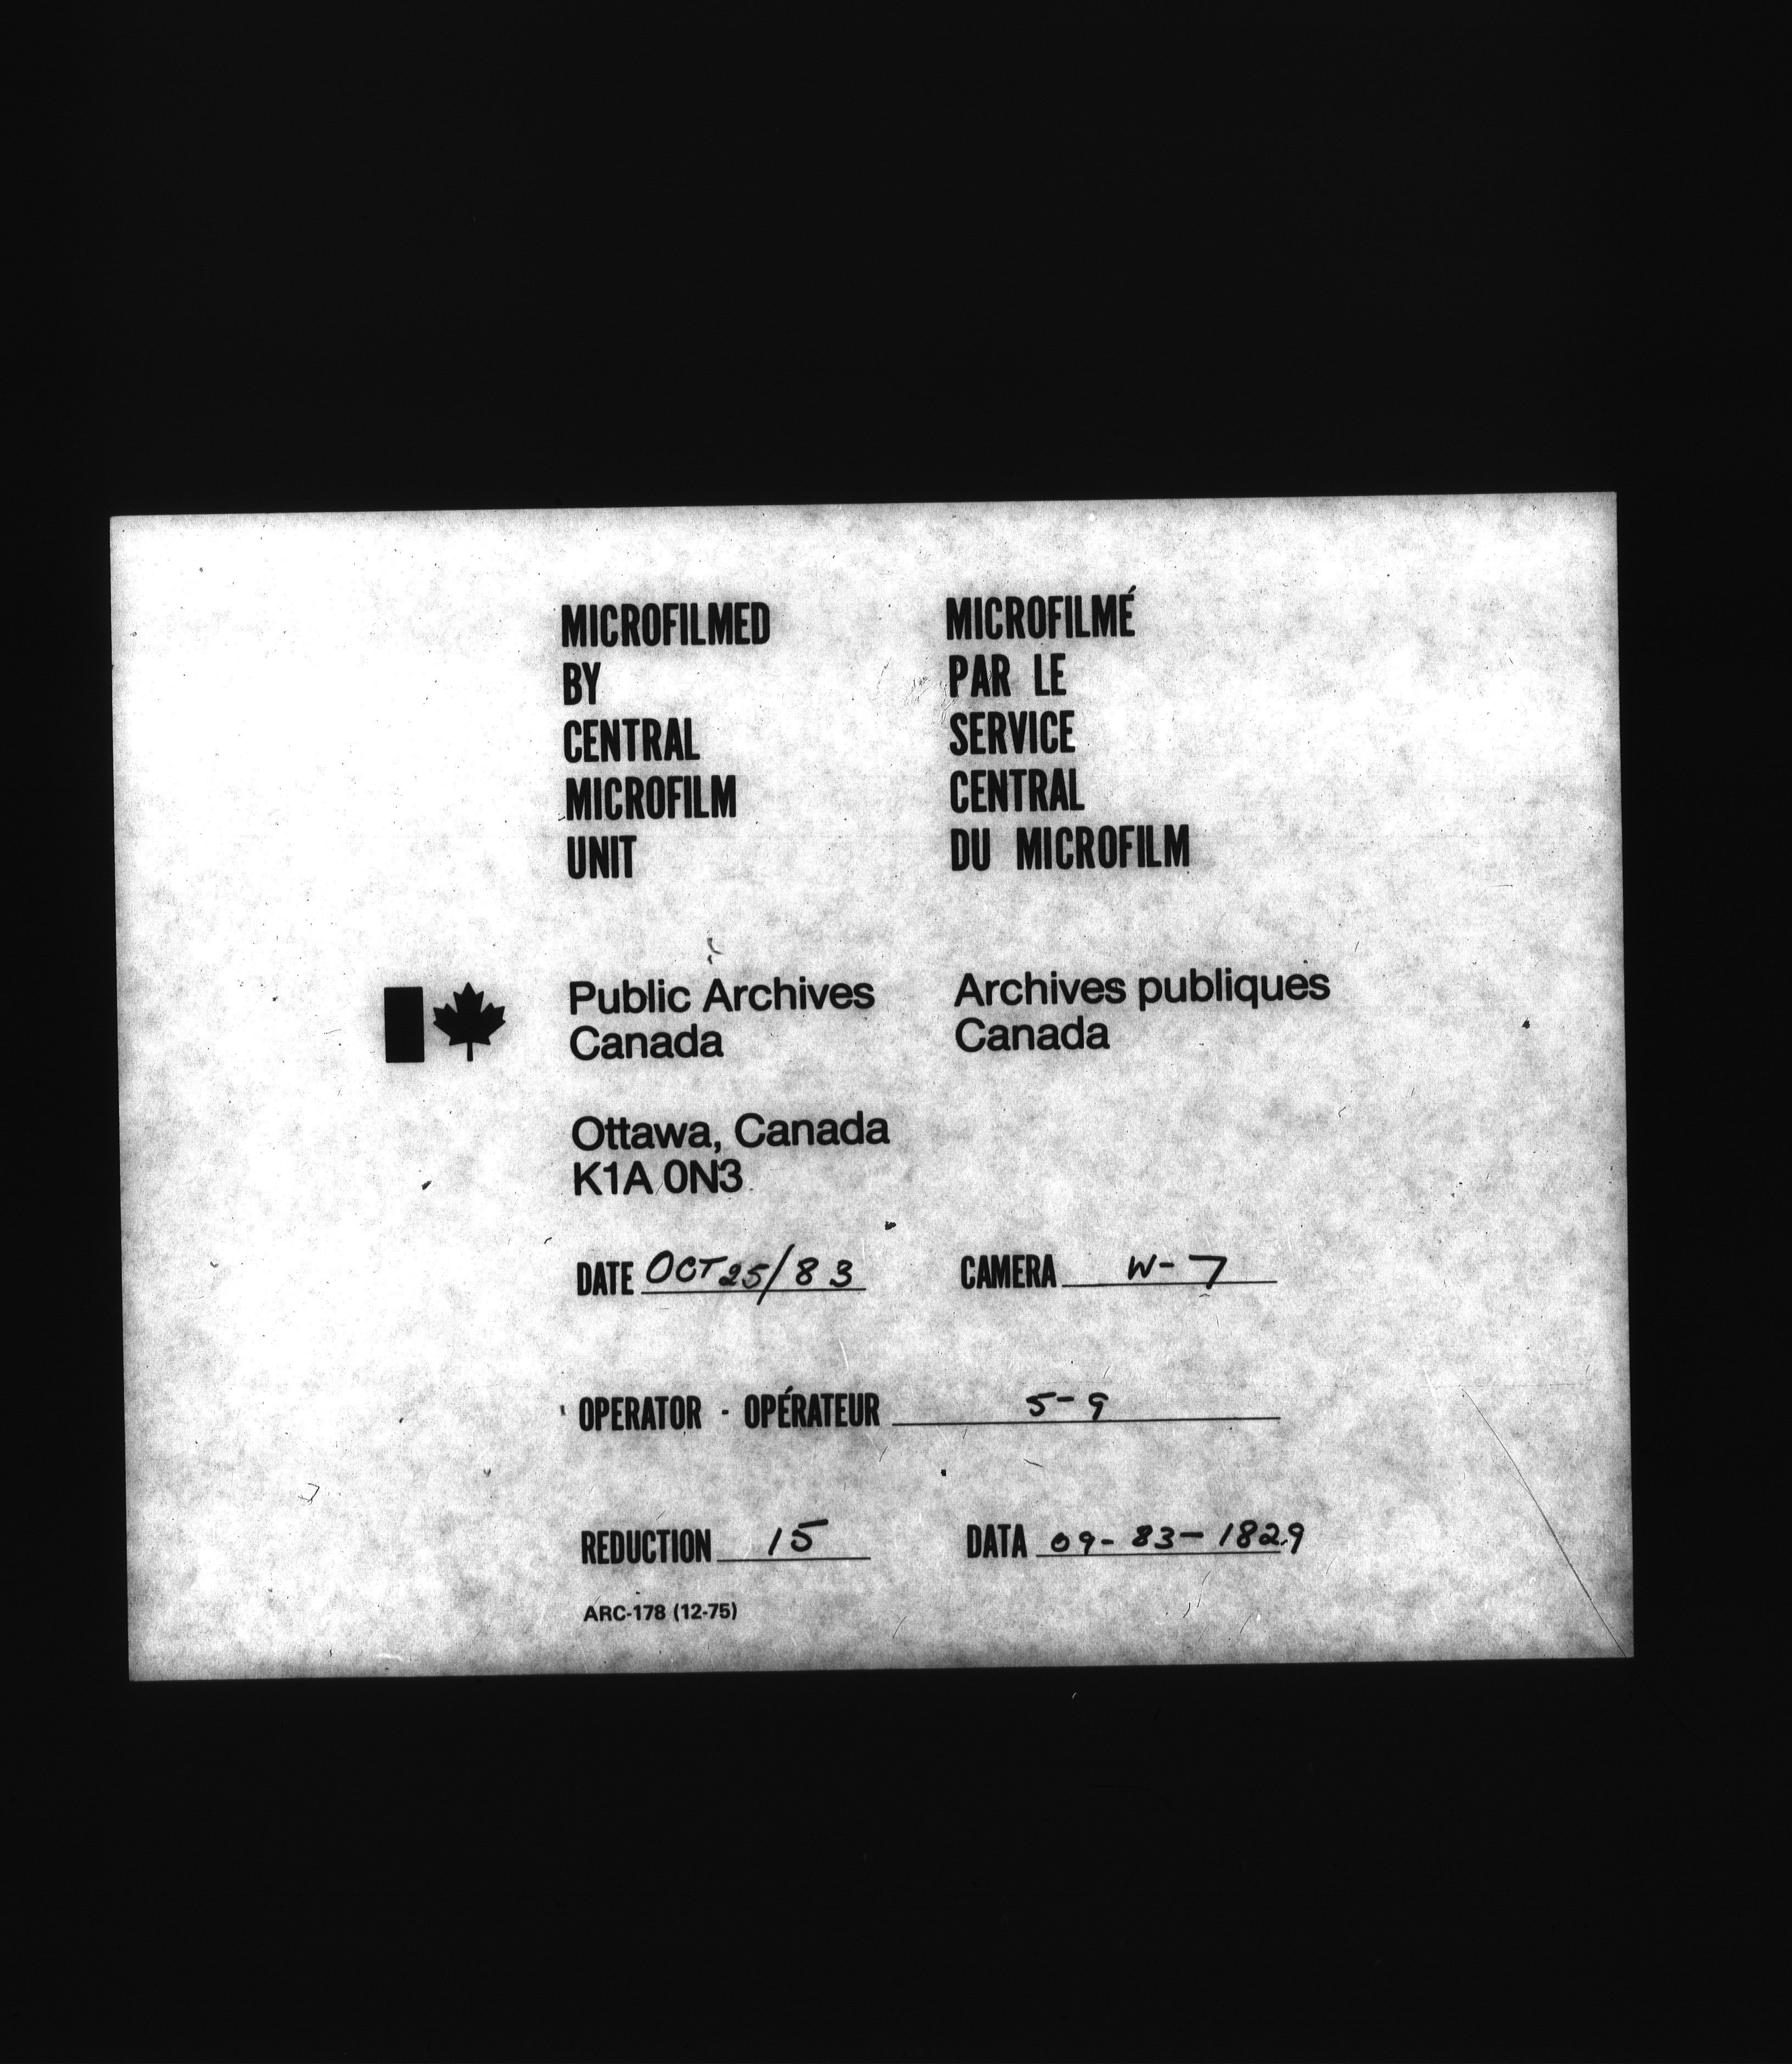 MICROFILMED
BY
CENTRAL
MICROFILM
UNIT
MICROFILMÉ
PAR LE
SERVICE
CENTRAL
DU MICROFILM
Public Archives
Canada
Archives publiques
Canada
Ottawa, Canada
K1A 0N3
DATE OCT 25/83 CAMERA W-7
OPERATOR - OPÉRATEUR 5-9
REDUCTION 15 DATA 09-83-1829
ARC-178 (12-75)